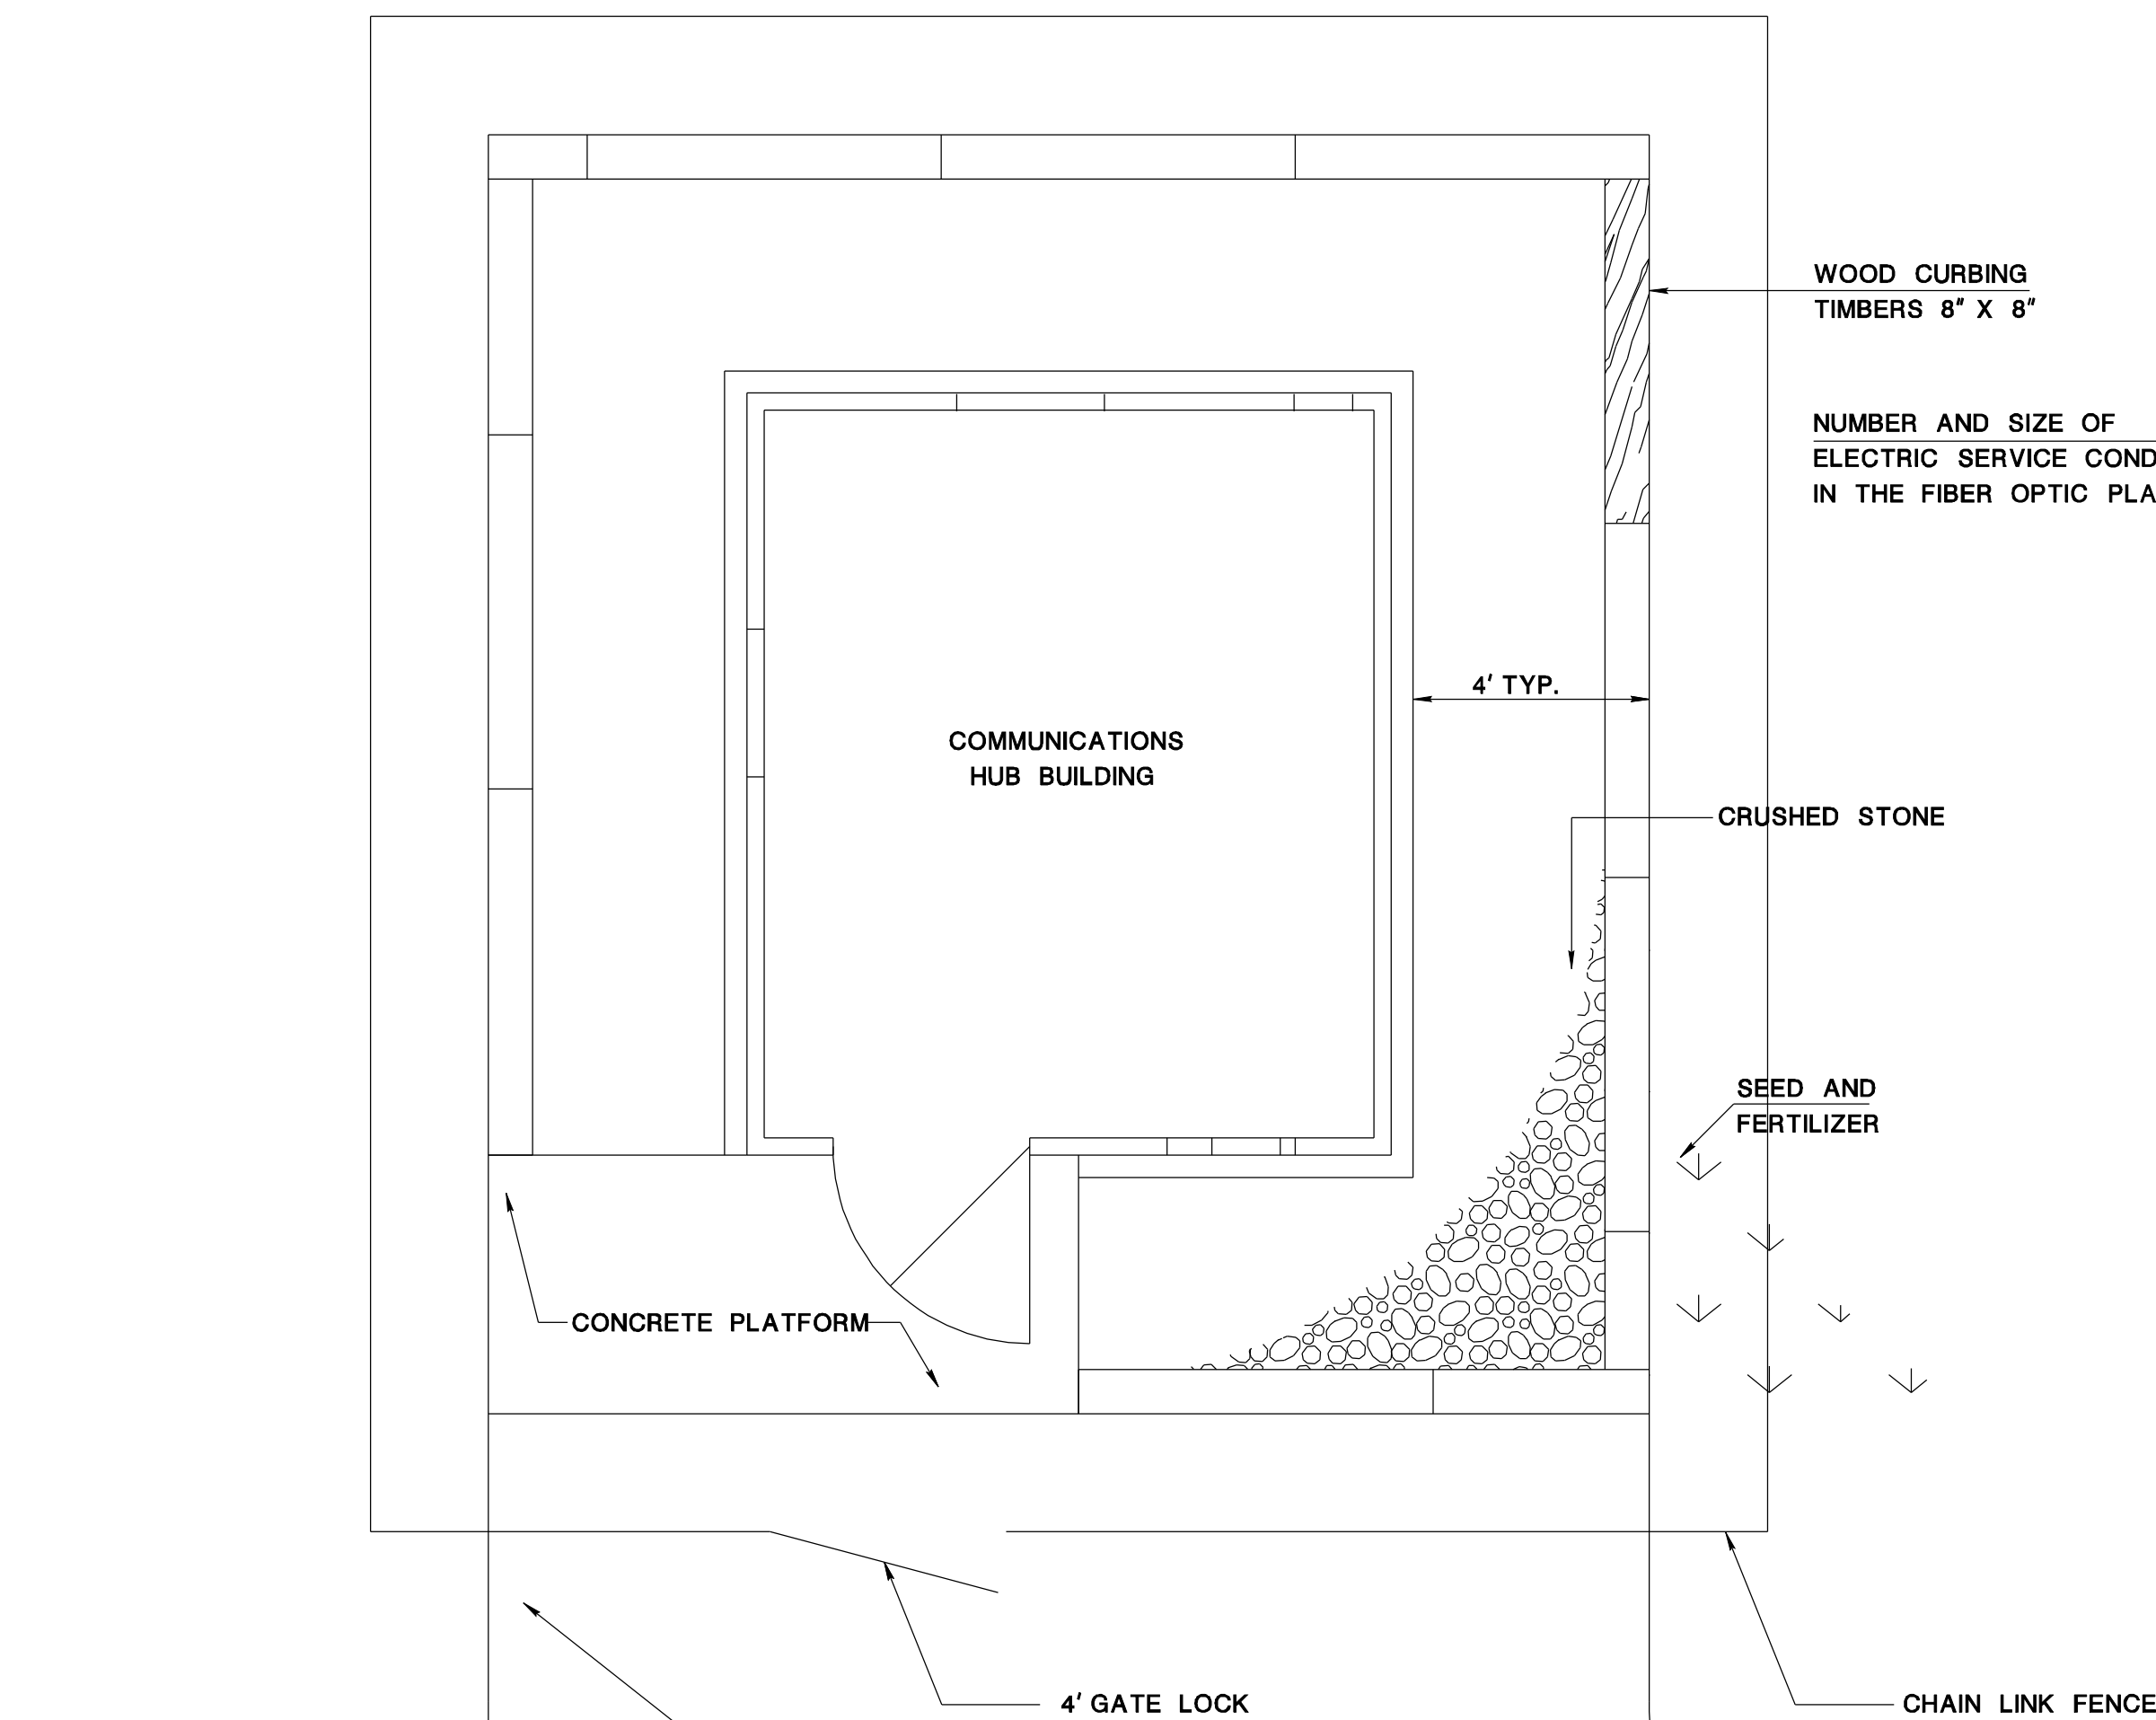 WOOD CURBING
TIMBERS 8" X 8"
NUMBER AND SIZE OF
ELECTRIC SERVICE COND
IN THE FIBER OPTIC PLA
4' TYP.
COMMUNICATIONS
HUB BUILDING
CRUSHED STONE
SEED AND
FERTILIZER
CONCRETE PLATFORM
4' GATE LOCK
CHAIN LINK FENCE